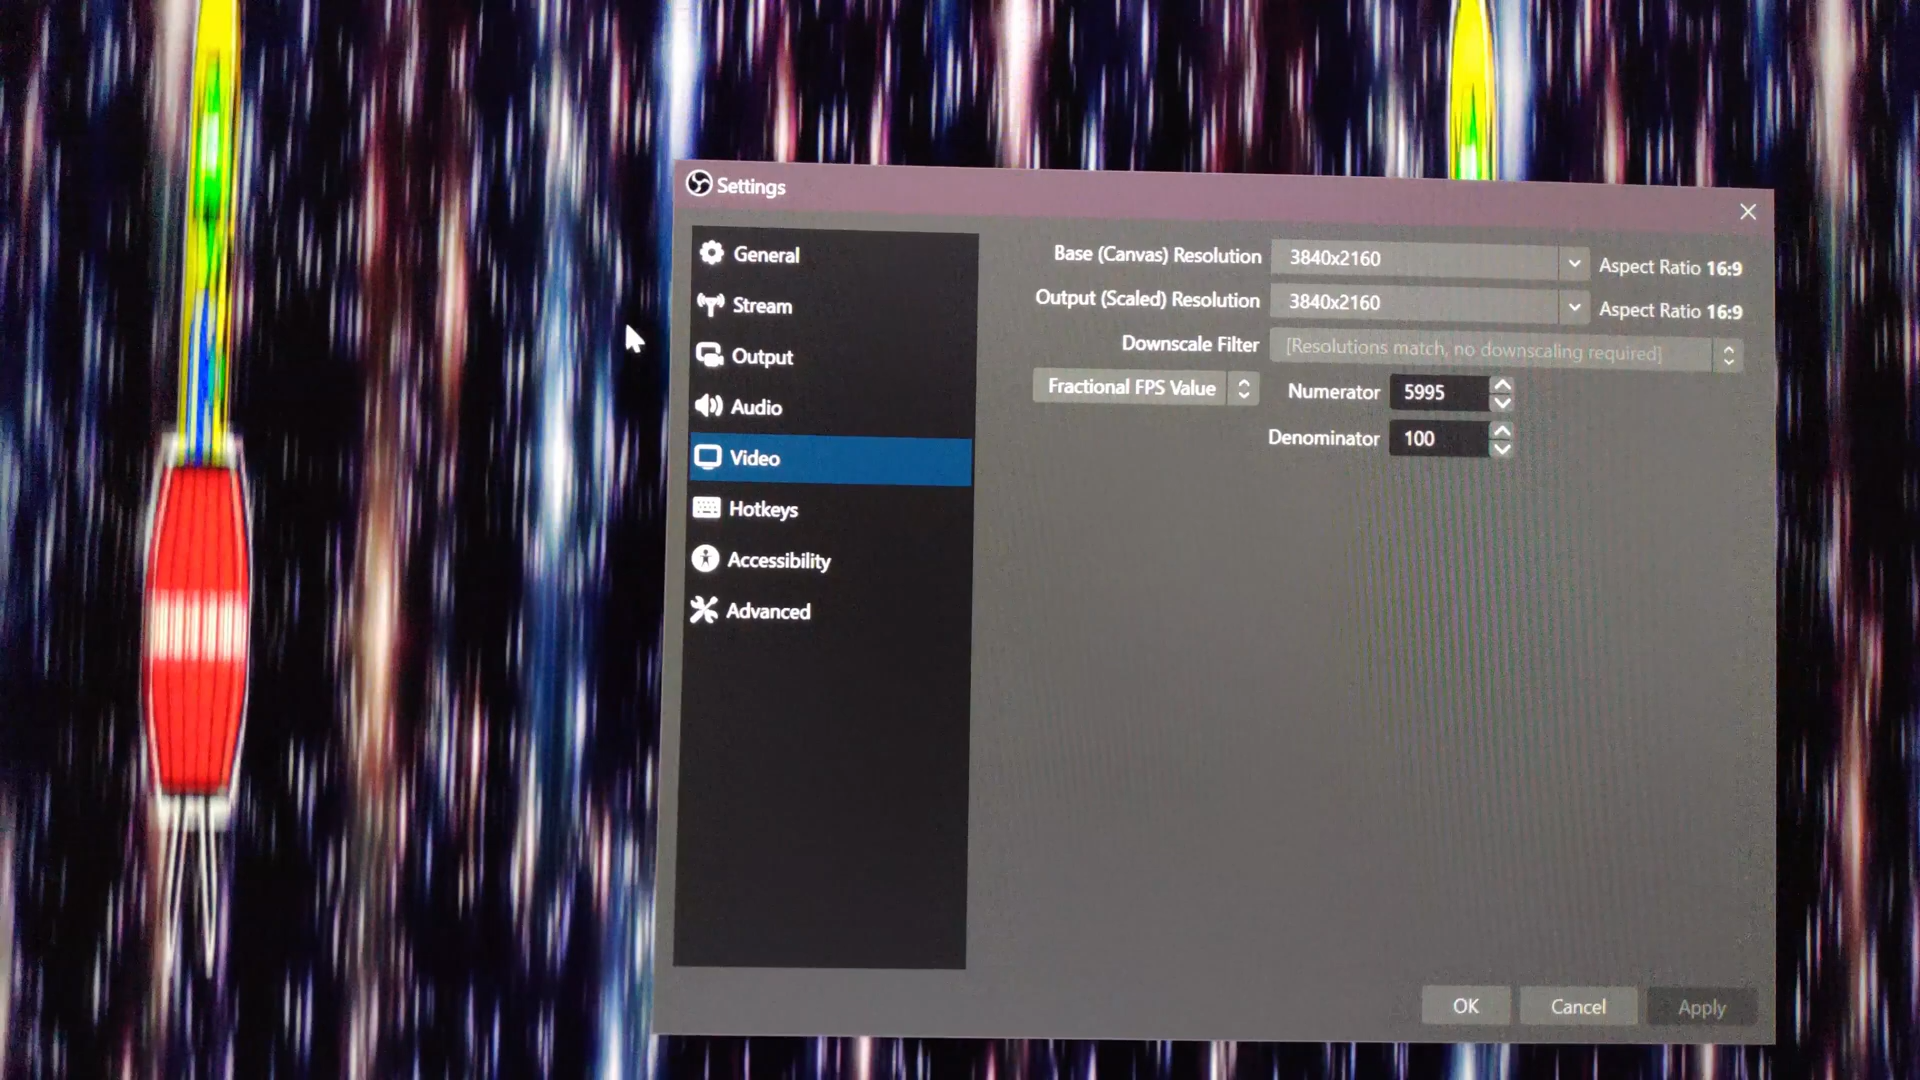 Settings
General
Stream
Output
Audio
Video
Hotkeys
Accessibility
Advanced
Base (Canvas) Resolution 3840x2160 Aspect Ratio 16:9
Output (Scaled) Resolution 3840x2160 Aspect Ratio 16:9
Downscale Filter [Resolutions match, no downscaling required]
Fractional FPS Value Numerator 5995
Denominator 100
OK Cancel Apply